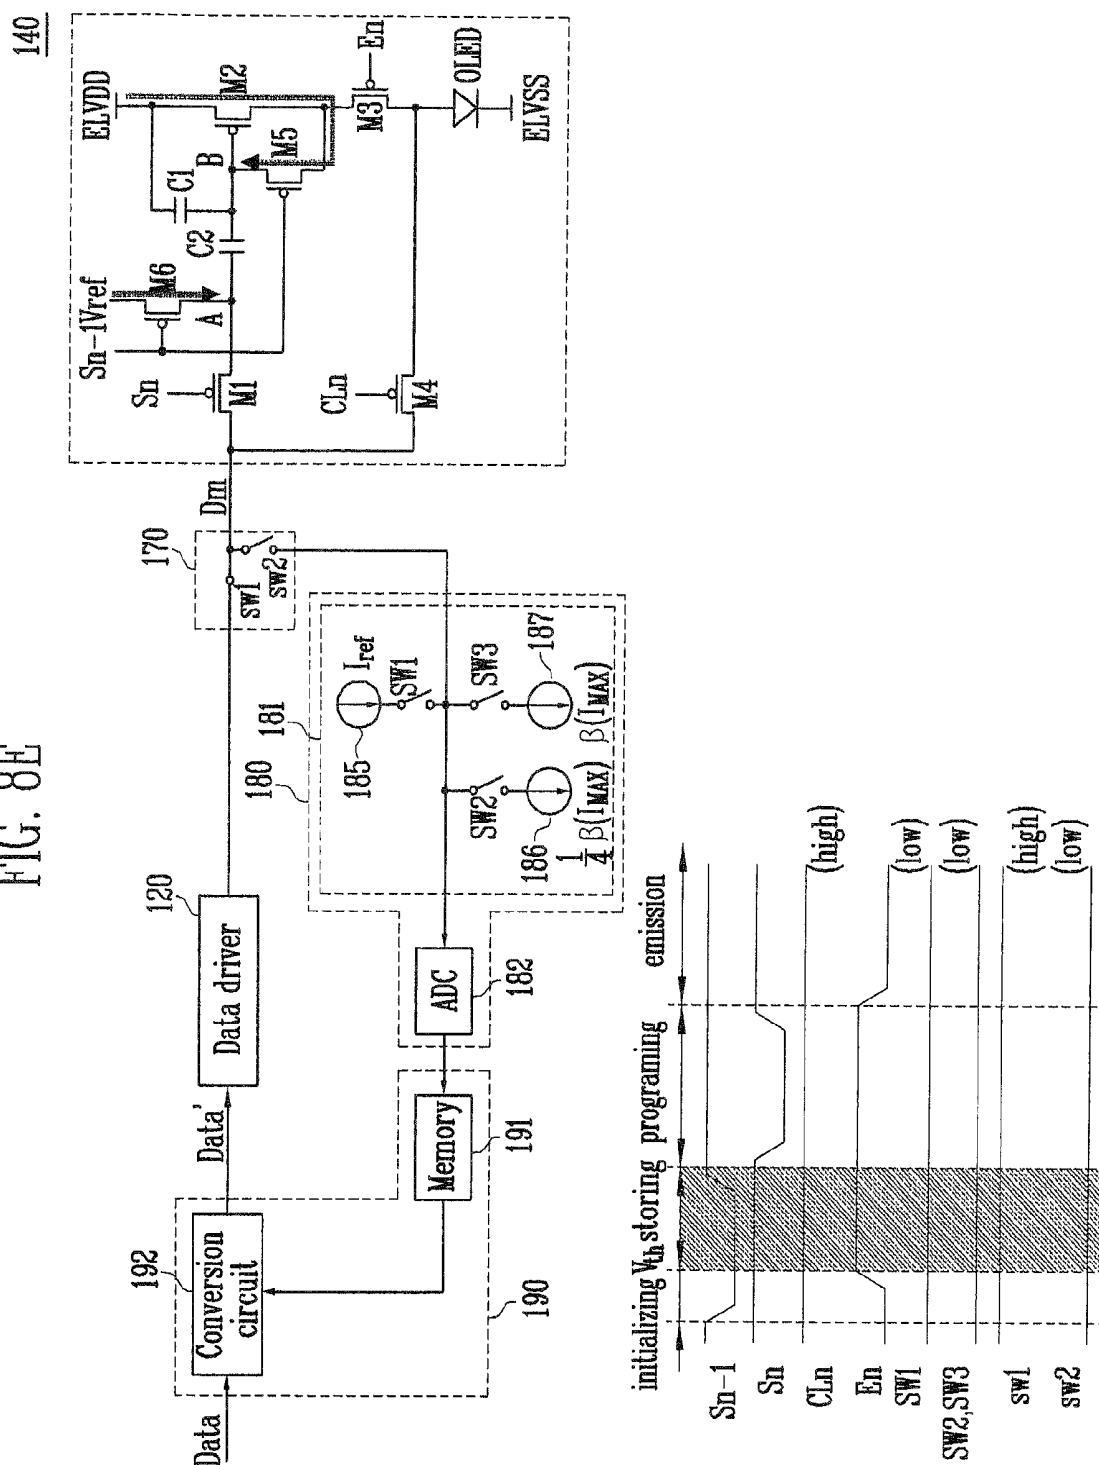 FIG. 8E
140
ELVDD
M2
En
M3
OLED
ELVSS
B
M5
C1
C2
Sn-1
Vref
M6
A
Sn
M1
CLn
M4
Dm
170
sw1
sw2
120
Data driver
Data'
192
Conversion
circuit
Data
190
Memory
191
ADC
182
180
181
185
Iref
SW1
SW2
SW3
186
187
1/4 β(IMAX)
β(IMAX)
initializing
Vth storing
programing
emission
Sn-1
Sn
CLn
(high)
En
SW1
(low)
SW2,SW3
(low)
sw1
(high)
sw2
(low)